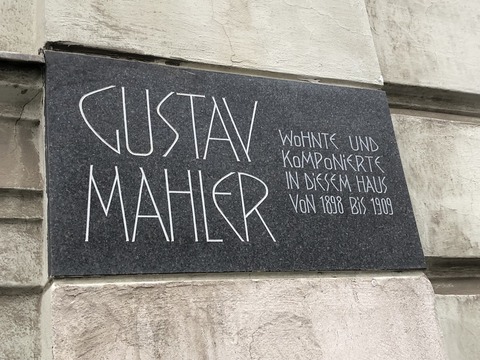 GUSTAV
MAHLER
WOHNTE UND
KOMPONIERTE
IN DIESEM HAUS
VON 1898 BIS 1909